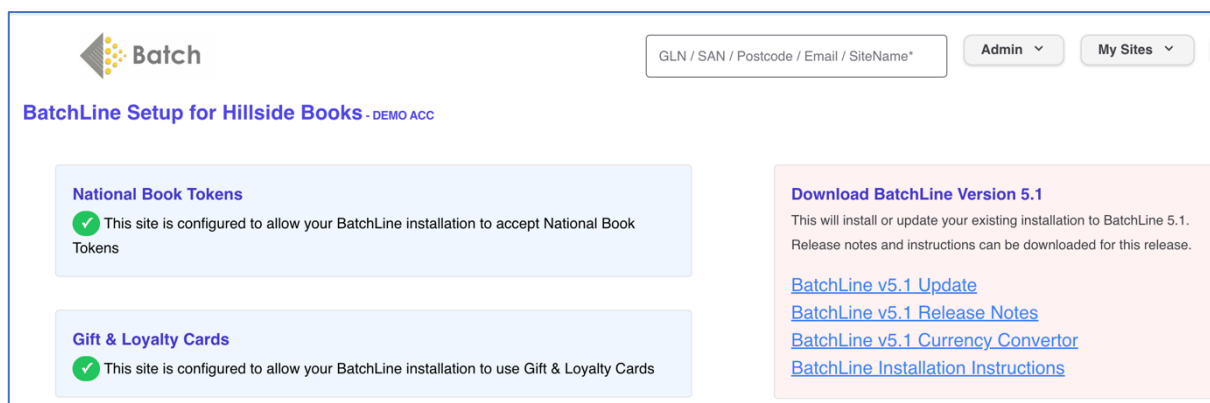 Batch
GLN / SAN / Postcode / Email / SiteName*
Admin
My Sites
BatchLine Setup for Hillside Books - DEMO ACC
National Book Tokens
This site is configured to allow your BatchLine installation to accept National Book
Tokens
Gift & Loyalty Cards
This site is configured to allow your BatchLine installation to use Gift & Loyalty Cards
Download BatchLine Version 5.1
This will install or update your existing installation to BatchLine 5.1.
Release notes and instructions can be downloaded for this release.
BatchLine v5.1 Update
BatchLine v5.1 Release Notes
BatchLine v5.1 Currency Convertor
BatchLine Installation Instructions